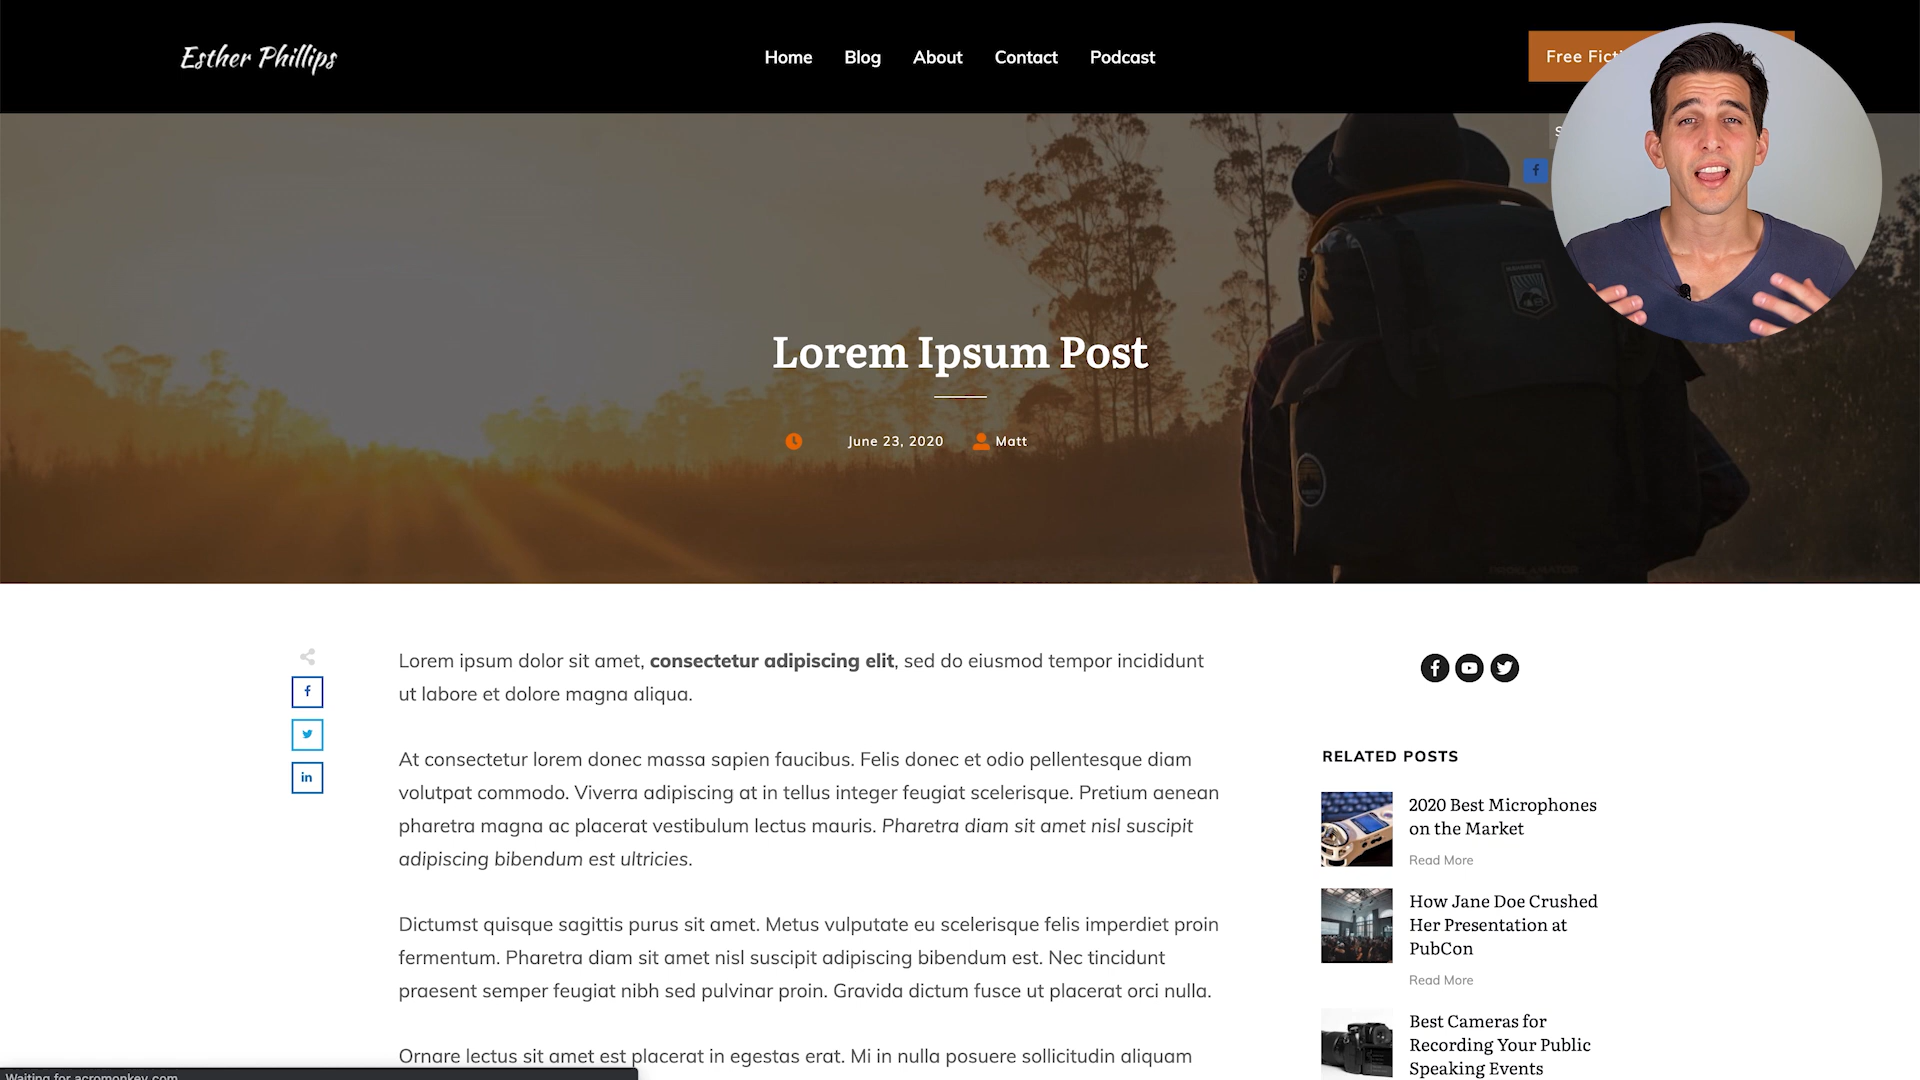 Esther Phillips
Home Blog About Contact Podcast
Free
Lorem Ipsum Post
June 23, 2020 Matt
Lorem ipsum dolor sit amet, consectetur adipiscing elit, sed do eiusmod tempor incididunt
ut labore et dolore magna aliqua.
At consectetur lorem donec massa sapien faucibus. Felis donec et odio pellentesque diam
volutpat commodo. Viverra adipiscing at in tellus integer feugiat scelerisque. Pretium aenean
pharetra magna ac placerat vestibulum lectus mauris. Pharetra diam sit amet nisl suscipit
adipiscing bibendum est ultricies.
Dictumst quisque sagittis purus sit amet. Metus vulputate eu scelerisque felis imperdiet proin
fermentum. Pharetra diam sit amet nisl suscipit adipiscing bibendum est. Nec tincidunt
praesent semper feugiat nibh sed pulvinar proin. Gravida dictum fusce ut placerat orci nulla.
Ornare lectus sit amet est placerat in egestas erat. Mi in nulla posuere sollicitudin aliquam
RELATED POSTS
2020 Best Microphones
on the Market
Read More
How Jane Doe Crushed
Her Presentation at
PubCon
Read More
Best Cameras for
Recording Your Public
Speaking Events
Waiting for acromonkey.com